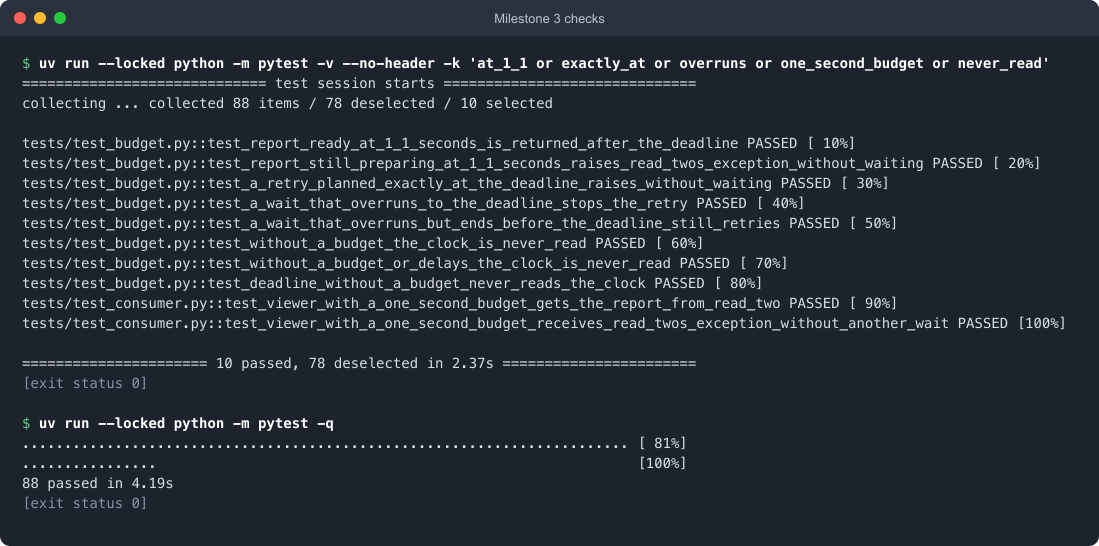 Milestone 3 checks
$ uv run --locked python -m pytest -v --no-header -k 'at_1_1 or exactly_at or overruns or one_second_budget or never_read'
============================= test session starts ==============================
collecting ... collected 88 items / 78 deselected / 10 selected
tests/test_budget.py::test_report_ready_at_1_1_seconds_is_returned_after_the_deadline PASSED [ 10%]
tests/test_budget.py::test_report_still_preparing_at_1_1_seconds_raises_read_twos_exception_without_waiting PASSED [ 20%]
tests/test_budget.py::test_a_retry_planned_exactly_at_the_deadline_raises_without_waiting PASSED [ 30%]
tests/test_budget.py::test_a_wait_that_overruns_to_the_deadline_stops_the_retry PASSED [ 40%]
tests/test_budget.py::test_a_wait_that_overruns_but_ends_before_the_deadline_still_retries PASSED [ 50%]
tests/test_budget.py::test_without_a_budget_the_clock_is_never_read PASSED [ 60%]
tests/test_budget.py::test_without_a_budget_or_delays_the_clock_is_never_read PASSED [ 70%]
tests/test_budget.py::test_deadline_without_a_budget_never_reads_the_clock PASSED [ 80%]
tests/test_consumer.py::test_viewer_with_a_one_second_budget_gets_the_report_from_read_two PASSED [ 90%]
tests/test_consumer.py::test_viewer_with_a_one_second_budget_receives_read_twos_exception_without_another_wait PASSED [100%]
====================== 10 passed, 78 deselected in 2.37s =======================
[exit status 0]
$ uv run --locked python -m pytest -q
........................................................................ [ 81%]
................ [100%]
88 passed in 4.19s
[exit status 0]